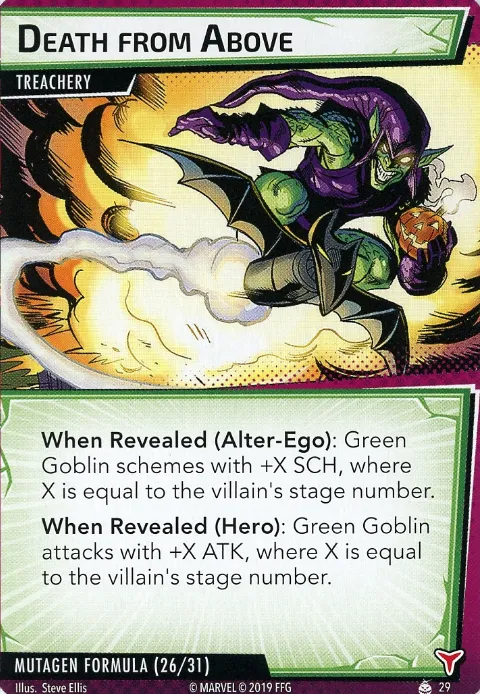 DEATH FROM ABOVE
TREACHERY
When Revealed (Alter-Ego): Green
Goblin schemes with +X SCH, where
X is equal to the villain's stage number.
When Revealed (Hero): Green Goblin
attacks with +X ATK, where X is equal
to the villain's stage number.
MUTAGEN FORMULA (26/31)
Illus. Steve Ellis
© MARVEL © 2019 FFG
29